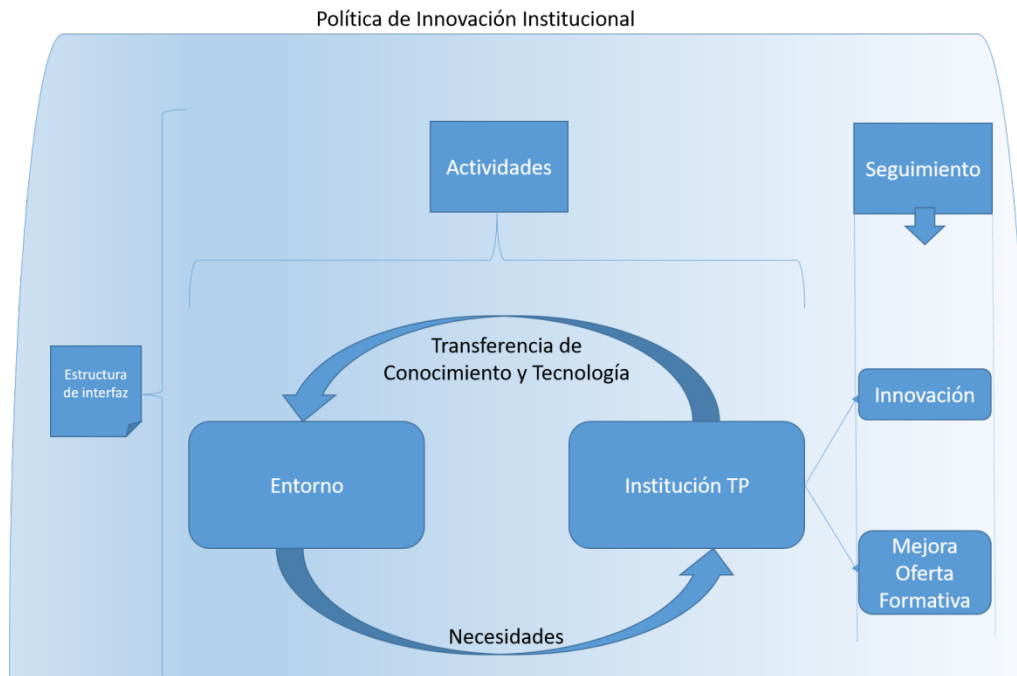 Política de Innovación Institucional
Actividades
Seguimiento
Transferencia de
Conocimiento y Tecnología
Estructura
de interfaz
Innovación
Entorno
Institución TP
Mejora
Oferta
Formativa
Necesidades